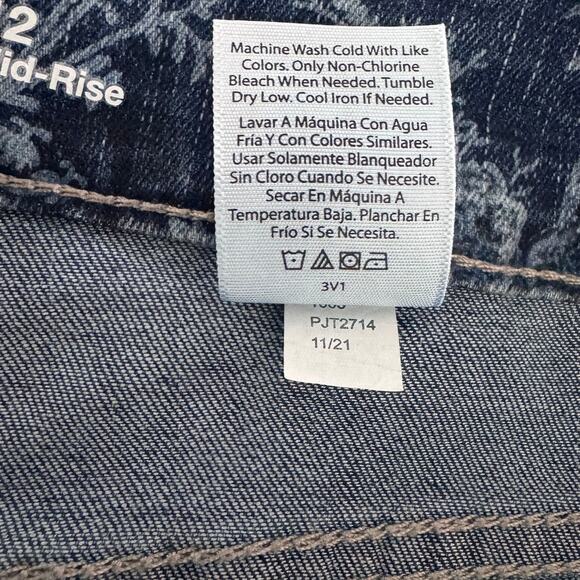 2
id-Rise
Machine Wash Cold With Like
Colors. Only Non-Chlorine
Bleach When Needed. Tumble
Dry Low. Cool Iron If Needed.
Lavar A Máquina Con Agua
Fría Y Con Colores Similares.
Usar Solamente Blanqueador
Sin Cloro Cuando Se Necesite.
Secar En Máquina A
Temperatura Baja. Planchar En
Frío Si Se Necesita.
3V1
PJT2714
11/21